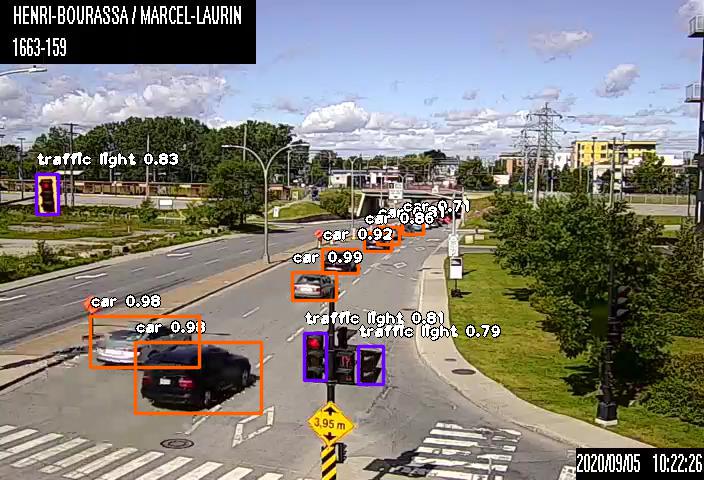 HENRI-BOURASSA / MARCEL-LAURIN
1663-159
traffic light 0.83
car 0.71
car 0.86
car 0.92
car 0.99
car 0.98
car 0.98
traffic light 0.81
traffic light 0.79
17
3,95 m
2020/09/05 10:22:26